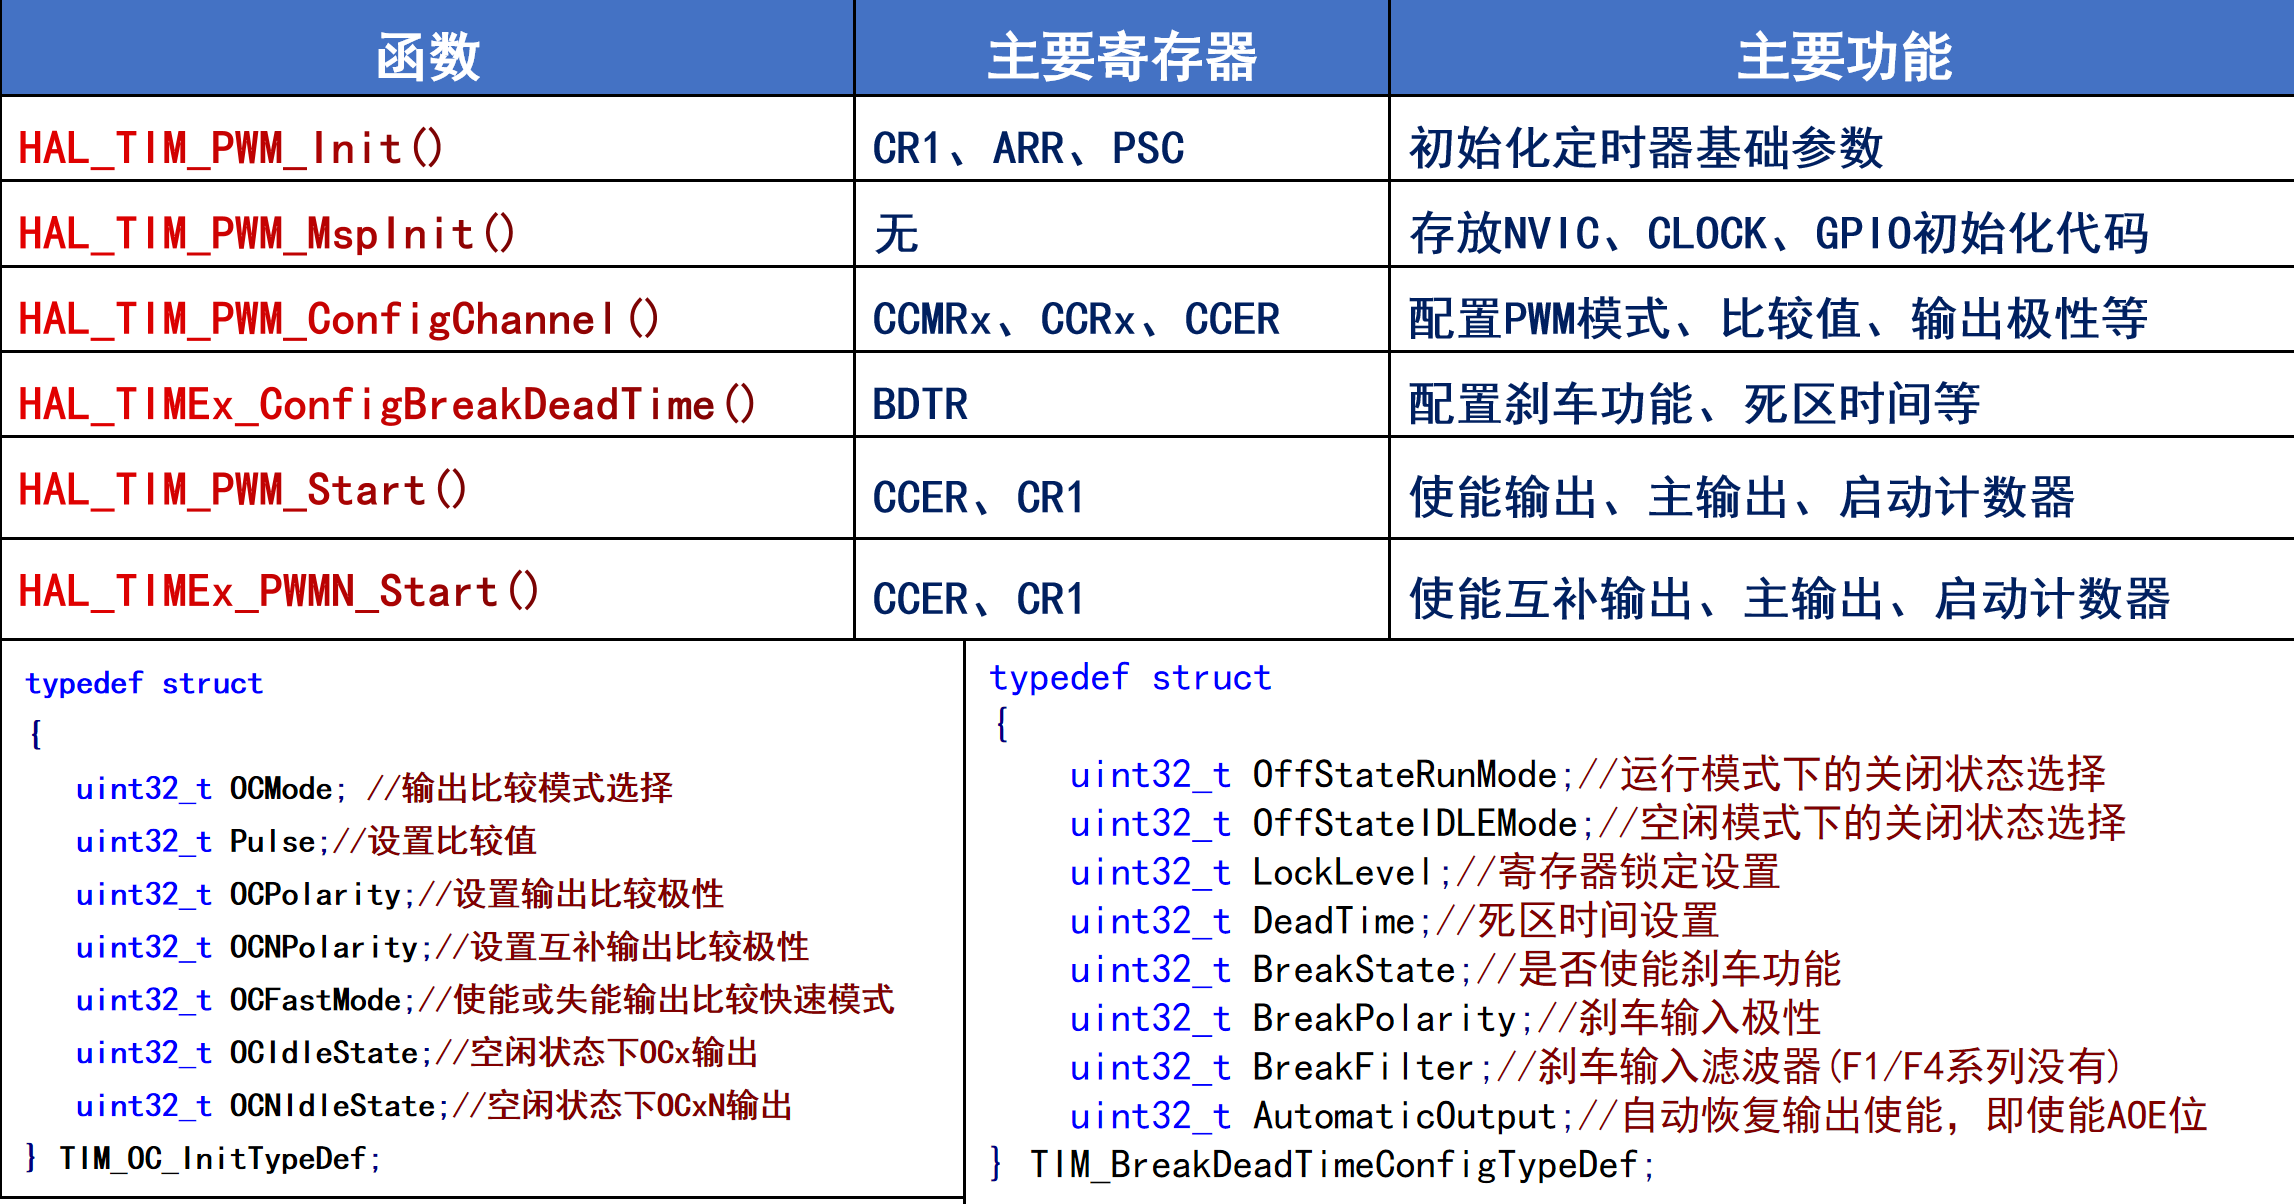 函数 主要寄存器 主要功能
HAL_TIM_PWM_Init() CR1、ARR、PSC 初始化定时器基础参数
HAL_TIM_PWM_MspInit() 无 存放NVIC、CLOCK、GPIO初始化代码
HAL_TIM_PWM_ConfigChannel() CCMRx、CCRx、CCER 配置PWM模式、比较值、输出极性等
HAL_TIMEx_ConfigBreakDeadTime() BDTR 配置刹车功能、死区时间等
HAL_TIM_PWM_Start() CCER、CR1 使能输出、主输出、启动计数器
HAL_TIMEx_PWMN_Start() CCER、CR1 使能互补输出、主输出、启动计数器
typedef struct
{
uint32_t OCMode; //输出比较模式选择
uint32_t Pulse;//设置比较值
uint32_t OCPolarity;//设置输出比较极性
uint32_t OCNPolarity;//设置互补输出比较极性
uint32_t OCFastMode;//使能或失能输出比较快速模式
uint32_t OCIdleState;//空闲状态下OCx输出
uint32_t OCNIdleState;//空闲状态下OCxN输出
} TIM_OC_InitTypeDef;
typedef struct
{
uint32_t OffStateRunMode;//运行模式下的关闭状态选择
uint32_t OffStateIDLEMode;//空闲模式下的关闭状态选择
uint32_t LockLevel;//寄存器锁定设置
uint32_t DeadTime;//死区时间设置
uint32_t BreakState;//是否使能刹车功能
uint32_t BreakPolarity;//刹车输入极性
uint32_t BreakFilter;//刹车输入滤波器(F1/F4系列没有)
uint32_t AutomaticOutput;//自动恢复输出使能，即使能AOE位
} TIM_BreakDeadTimeConfigTypeDef;